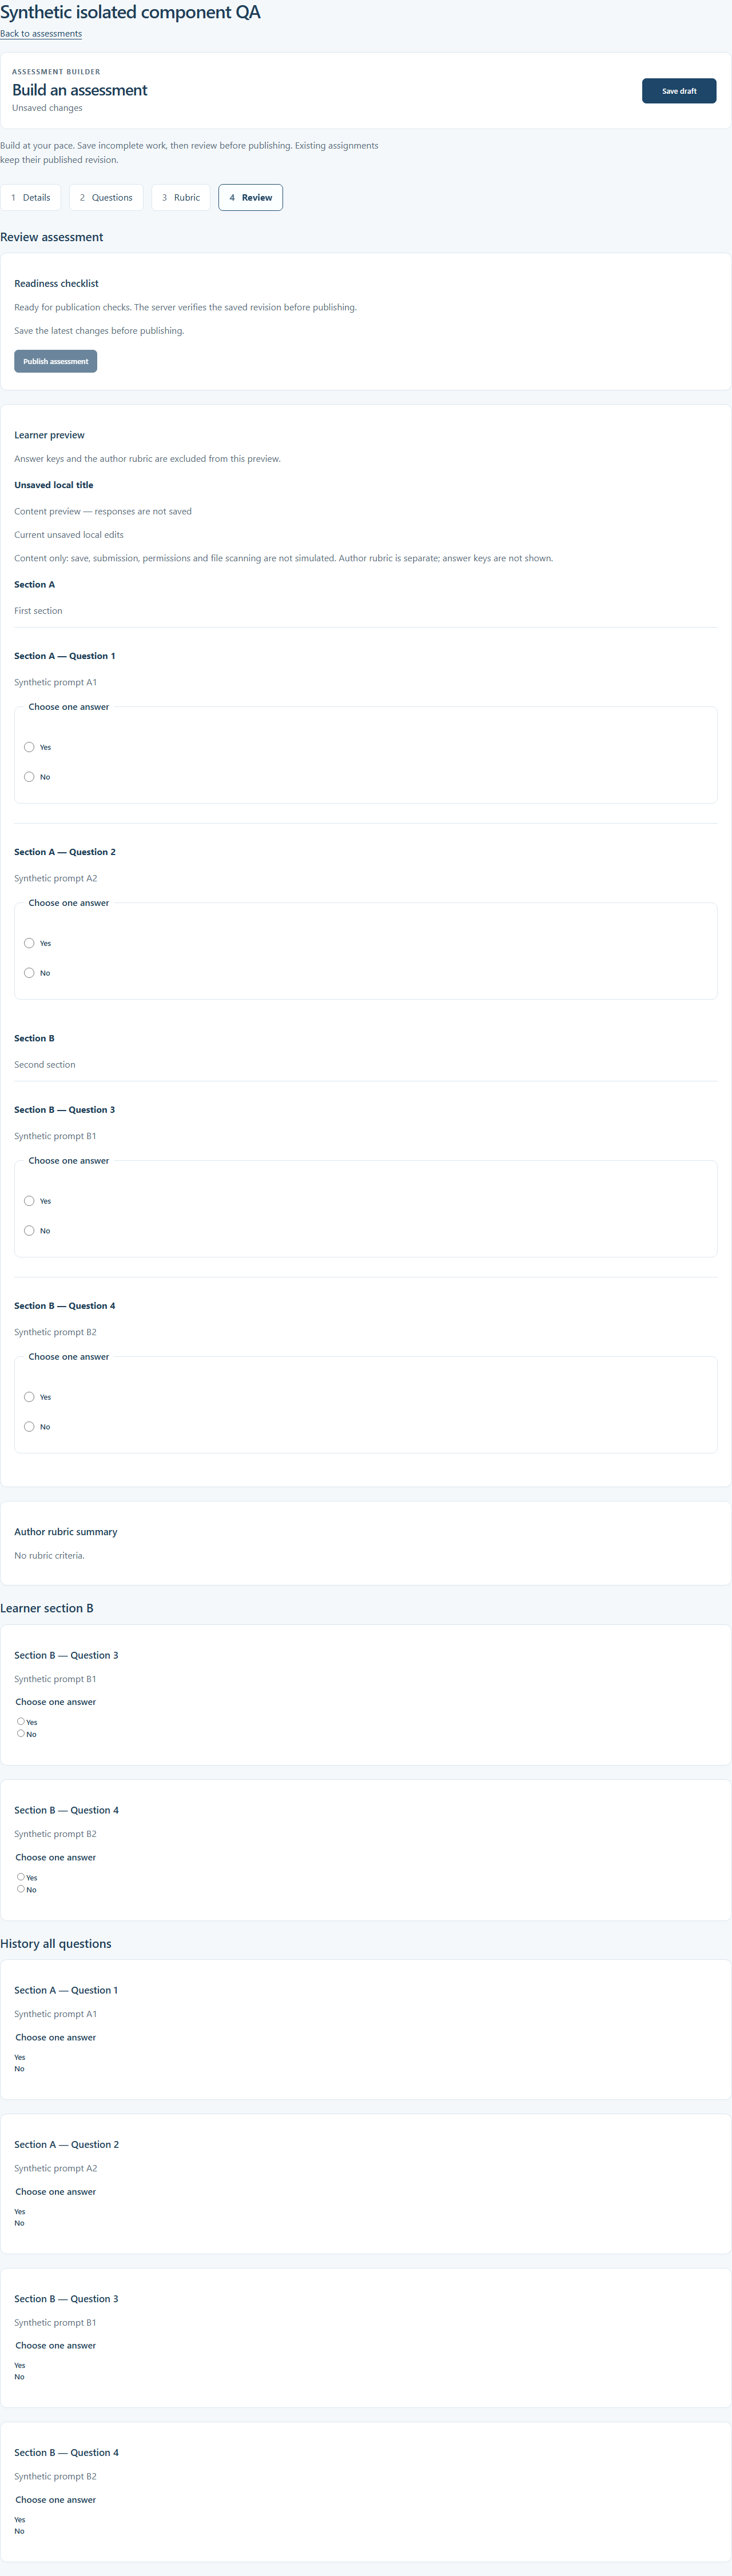 Synthetic isolated component QA
Back to assessments
ASSESSMENT BUILDER
Build an assessment
Unsaved changes
Save draft
Build at your pace. Save incomplete work, then review before publishing. Existing assignments
keep their published revision.
1 Details
2 Questions
3 Rubric
4 Review
Review assessment
Readiness checklist
Ready for publication checks. The server verifies the saved revision before publishing.
Save the latest changes before publishing.
Publish assessment
Learner preview
Answer keys and the author rubric are excluded from this preview.
Unsaved local title
Content preview — responses are not saved
Current unsaved local edits
Content only: save, submission, permissions and file scanning are not simulated. Author rubric is separate; answer keys are not shown.
Section A
First section
Section A — Question 1
Synthetic prompt A1
Choose one answer
Yes
No
Section A — Question 2
Synthetic prompt A2
Choose one answer
Yes
No
Section B
Second section
Section B — Question 3
Synthetic prompt B1
Choose one answer
Yes
No
Section B — Question 4
Synthetic prompt B2
Choose one answer
Yes
No
Author rubric summary
No rubric criteria.
Learner section B
Section B — Question 3
Synthetic prompt B1
Choose one answer
Yes
No
Section B — Question 4
Synthetic prompt B2
Choose one answer
Yes
No
History all questions
Section A — Question 1
Synthetic prompt A1
Choose one answer
Yes
No
Section A — Question 2
Synthetic prompt A2
Choose one answer
Yes
No
Section B — Question 3
Synthetic prompt B1
Choose one answer
Yes
No
Section B — Question 4
Synthetic prompt B2
Choose one answer
Yes
No